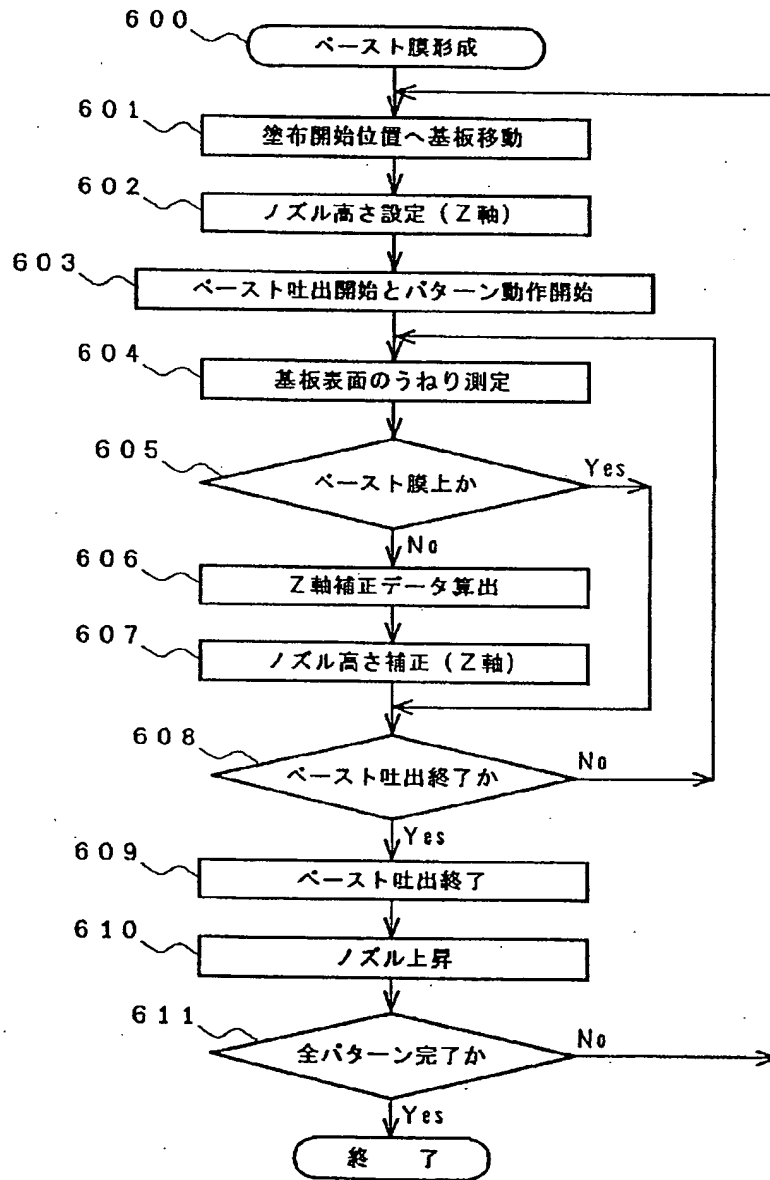 600
ペースト膜形成
601
塗布開始位置へ基板移動
602
ノズル高さ設定(Z軸)
603
ペースト吐出開始とパターン動作開始
604
基板表面のうねり測定
605
ペースト膜上か
Yes
No
606
Z軸補正データ算出
607
ノズル高さ補正(Z軸)
608
ペースト吐出終了か
No
Yes
609
ペースト吐出終了
610
ノズル上昇
611
全パターン完了か
No
Yes
終 了